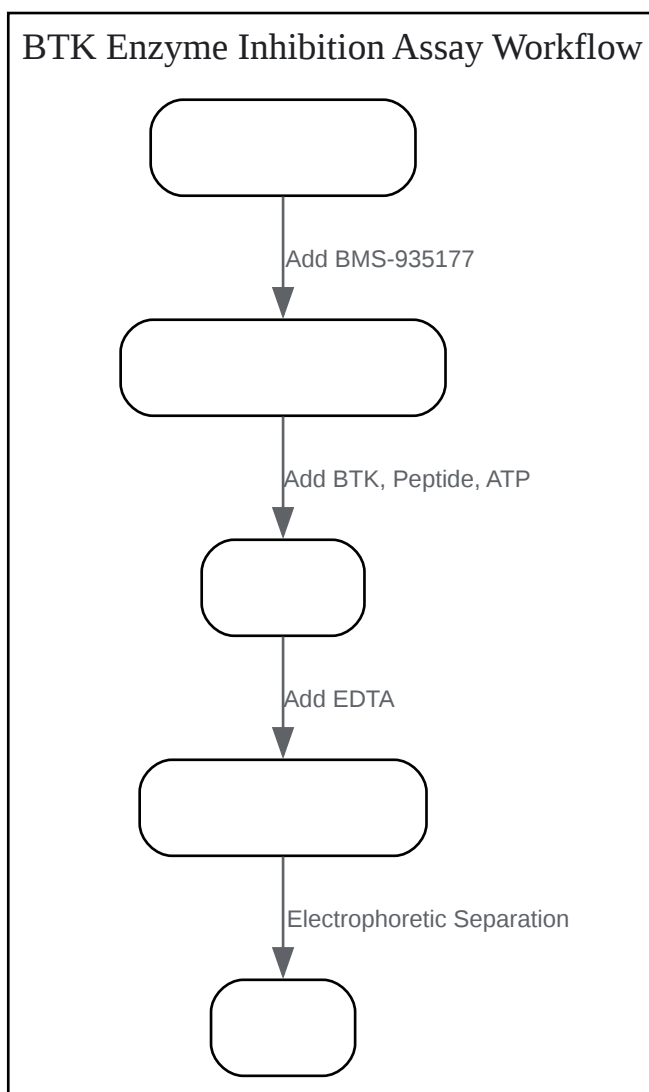 BTK Enzyme Inhibition Assay Workflow
Add BMS-935177
Add BTK, Peptide, ATP
Add EDTA
Electrophoretic Separation